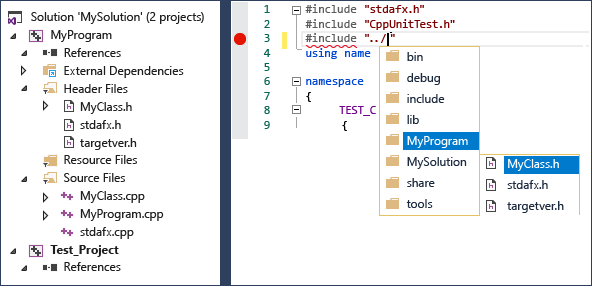 Solution 'MySolution' (2 projects)
MyProgram
References
External Dependencies
Header Files
MyClass.h
stdafx.h
targetver.h
Resource Files
Source Files
MyClass.cpp
MyProgram.cpp
stdafx.cpp
Test_Project
References
1 #include "stdafx.h"
2 #include "CppUnitTest.h"
3 #include "../"
4 using name
5
6 namespace
7 {
8 TEST_C
9 {
bin
debug
include
lib
MyProgram
MySolution
share
tools
MyClass.h
stdafx.h
targetver.h